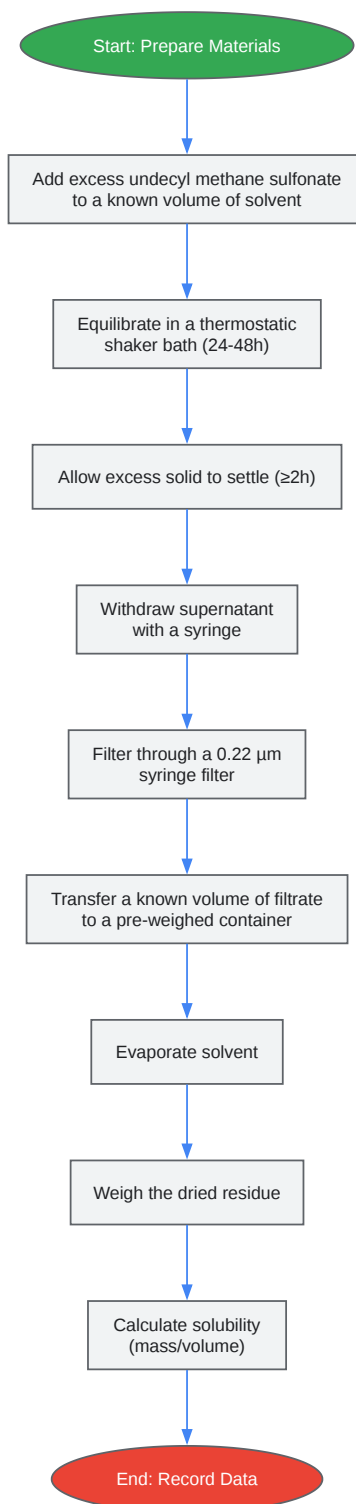 Start: Prepare Materials
Add excess undecyl methane sulfonate
to a known volume of solvent
Equilibrate in a thermostatic
shaker bath (24-48h)
Allow excess solid to settle (≥2h)
Withdraw supernatant
with a syringe
Filter through a 0.22 µm
syringe filter
Transfer a known volume of filtrate
to a pre-weighed container
Evaporate solvent
Weigh the dried residue
Calculate solubility
(mass/volume)
End: Record Data